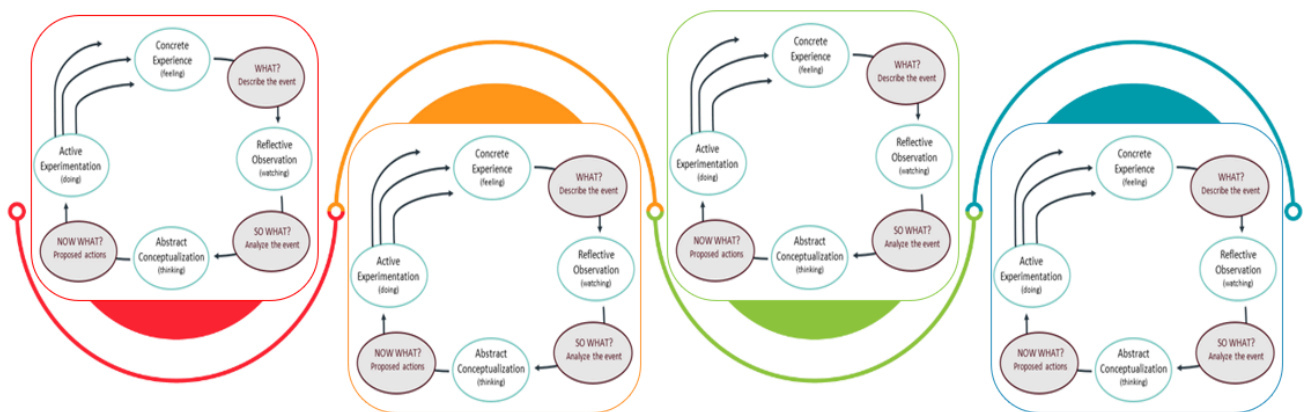 Concrete
Experience
(feeling)
WHAT?
Describe the event
Reflective
Observation
(watching)
SO WHAT?
Analyze the event
Abstract
Conceptualization
(thinking)
NOW WHAT?
Proposed actions
Active
Experimentation
(doing)
Concrete
Experience
(feeling)
WHAT?
Describe the event
Reflective
Observation
(watching)
SO WHAT?
Analyze the event
Abstract
Conceptualization
(thinking)
NOW WHAT?
Proposed actions
Active
Experimentation
(doing)
Concrete
Experience
(feeling)
WHAT?
Describe the event
Reflective
Observation
(watching)
SO WHAT?
Analyze the event
Abstract
Conceptualization
(thinking)
NOW WHAT?
Proposed actions
Active
Experimentation
(doing)
Concrete
Experience
(feeling)
WHAT?
Describe the event
Reflective
Observation
(watching)
SO WHAT?
Analyze the event
Abstract
Conceptualization
(thinking)
NOW WHAT?
Proposed actions
Active
Experimentation
(doing)